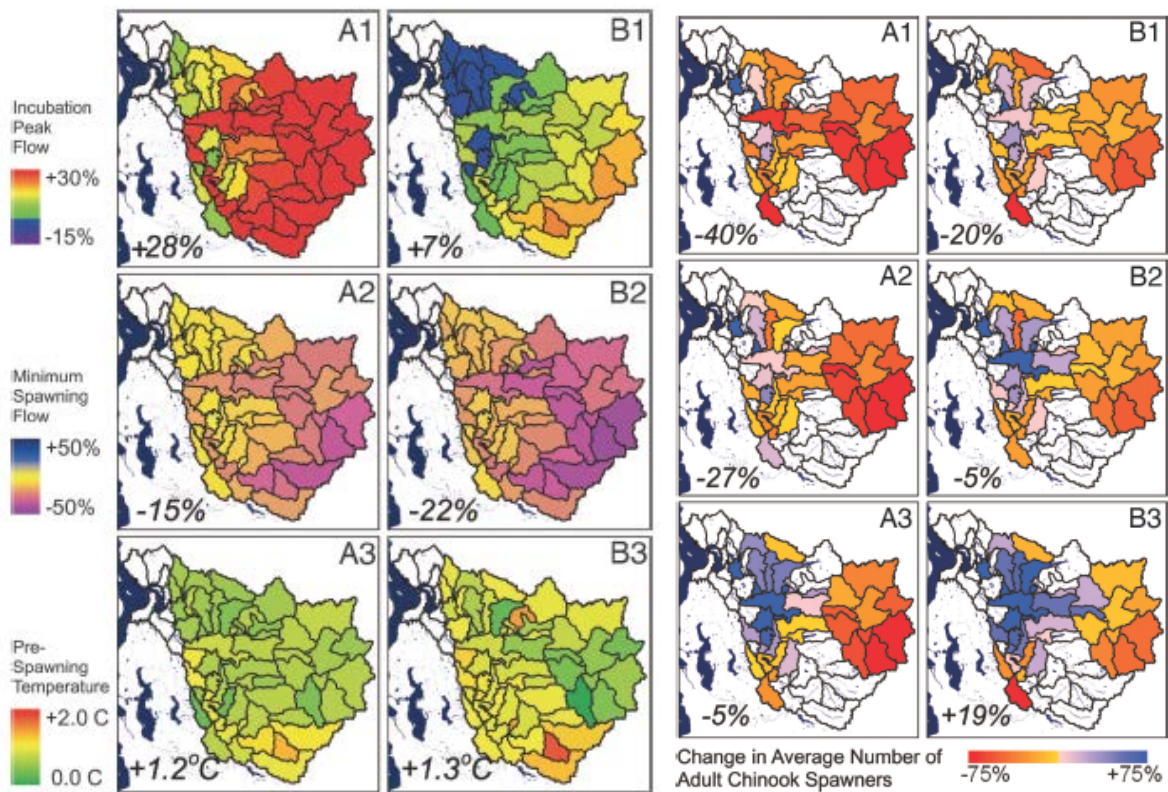 A1
B1
Incubation
Peak
Flow
+30%
-15%
+28%
+7%
A2
B2
Minimum
Spawning
Flow
+50%
-50%
-15%
-22%
A3
B3
Pre-
Spawning
Temperature
+2.0 C
0.0 C
+1.2°C
+1.3°C
A1
B1
-40%
-20%
A2
B2
-27%
-5%
A3
B3
-5%
+19%
Change in Average Number of
Adult Chinook Spawners
-75%
+75%